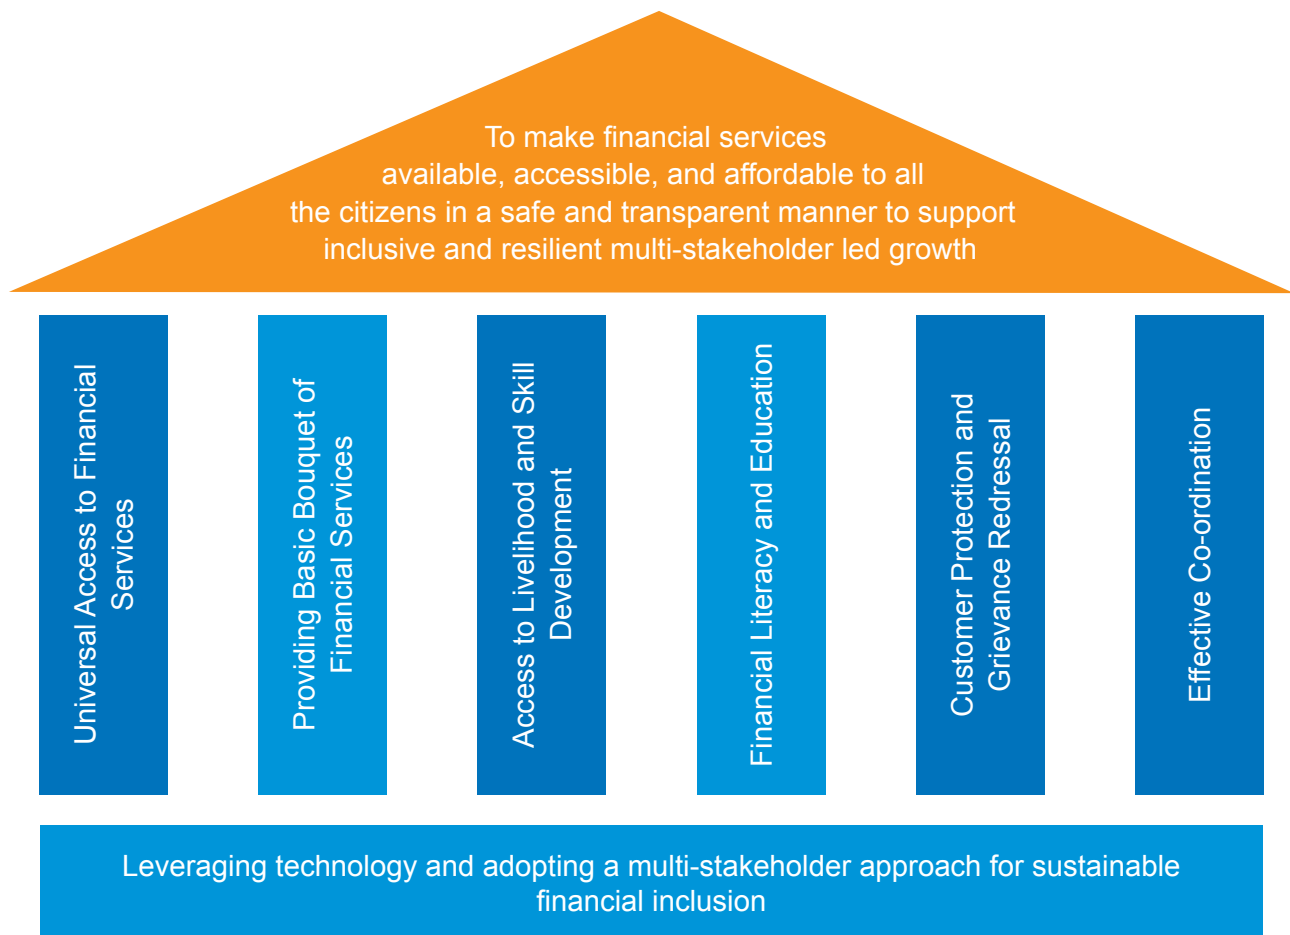 To make financial services
available, accessible, and affordable to all
the citizens in a safe and transparent manner to support
inclusive and resilient multi-stakeholder led growth
Universal Access to Financial
Services
Providing Basic Bouquet of
Financial Services
Access to Livelihood and Skill
Development
Financial Literacy and Education
Customer Protection and
Grievance Redressal
Effective Co-ordination
Leveraging technology and adopting a multi-stakeholder approach for sustainable
financial inclusion